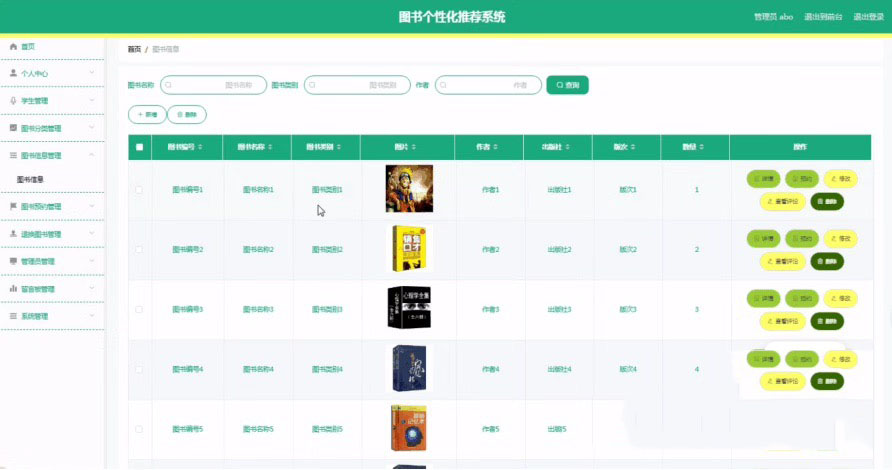 图书个性化推荐系统
管理员 abo 退出到前台 退出登录
首页
个人中心
学生管理
图书分类管理
图书信息管理
图书信息
图书预约管理
退换图书管理
管理员管理
留言板管理
系统管理
首页 / 图书信息
图书名称 图书名称 图书类别 图书类别 作者 作者 查询
+ 新增 删除
图书编号 图书名称 图书类别 图片 作者 出版社 版次 数量 操作
图书编号1 图书名称1 图书类别1 作者1 出版社1 版次1 1 详情 预约 修改
查看评论 删除
图书编号2 图书名称2 图书类别2 销售口才 作者2 出版社2 版次2 2 详情 预约 修改
查看评论 删除
图书编号3 图书名称3 图书类别3 心理学全集 作者3 出版社3 版次3 3 详情 预约 修改
查看评论 删除
图书编号4 图书名称4 图书类别4 作者4 出版社4 版次4 4 详情 预约 修改
查看评论 删除
图书编号5 图书名称5 图书类别5 作者5 出版社5